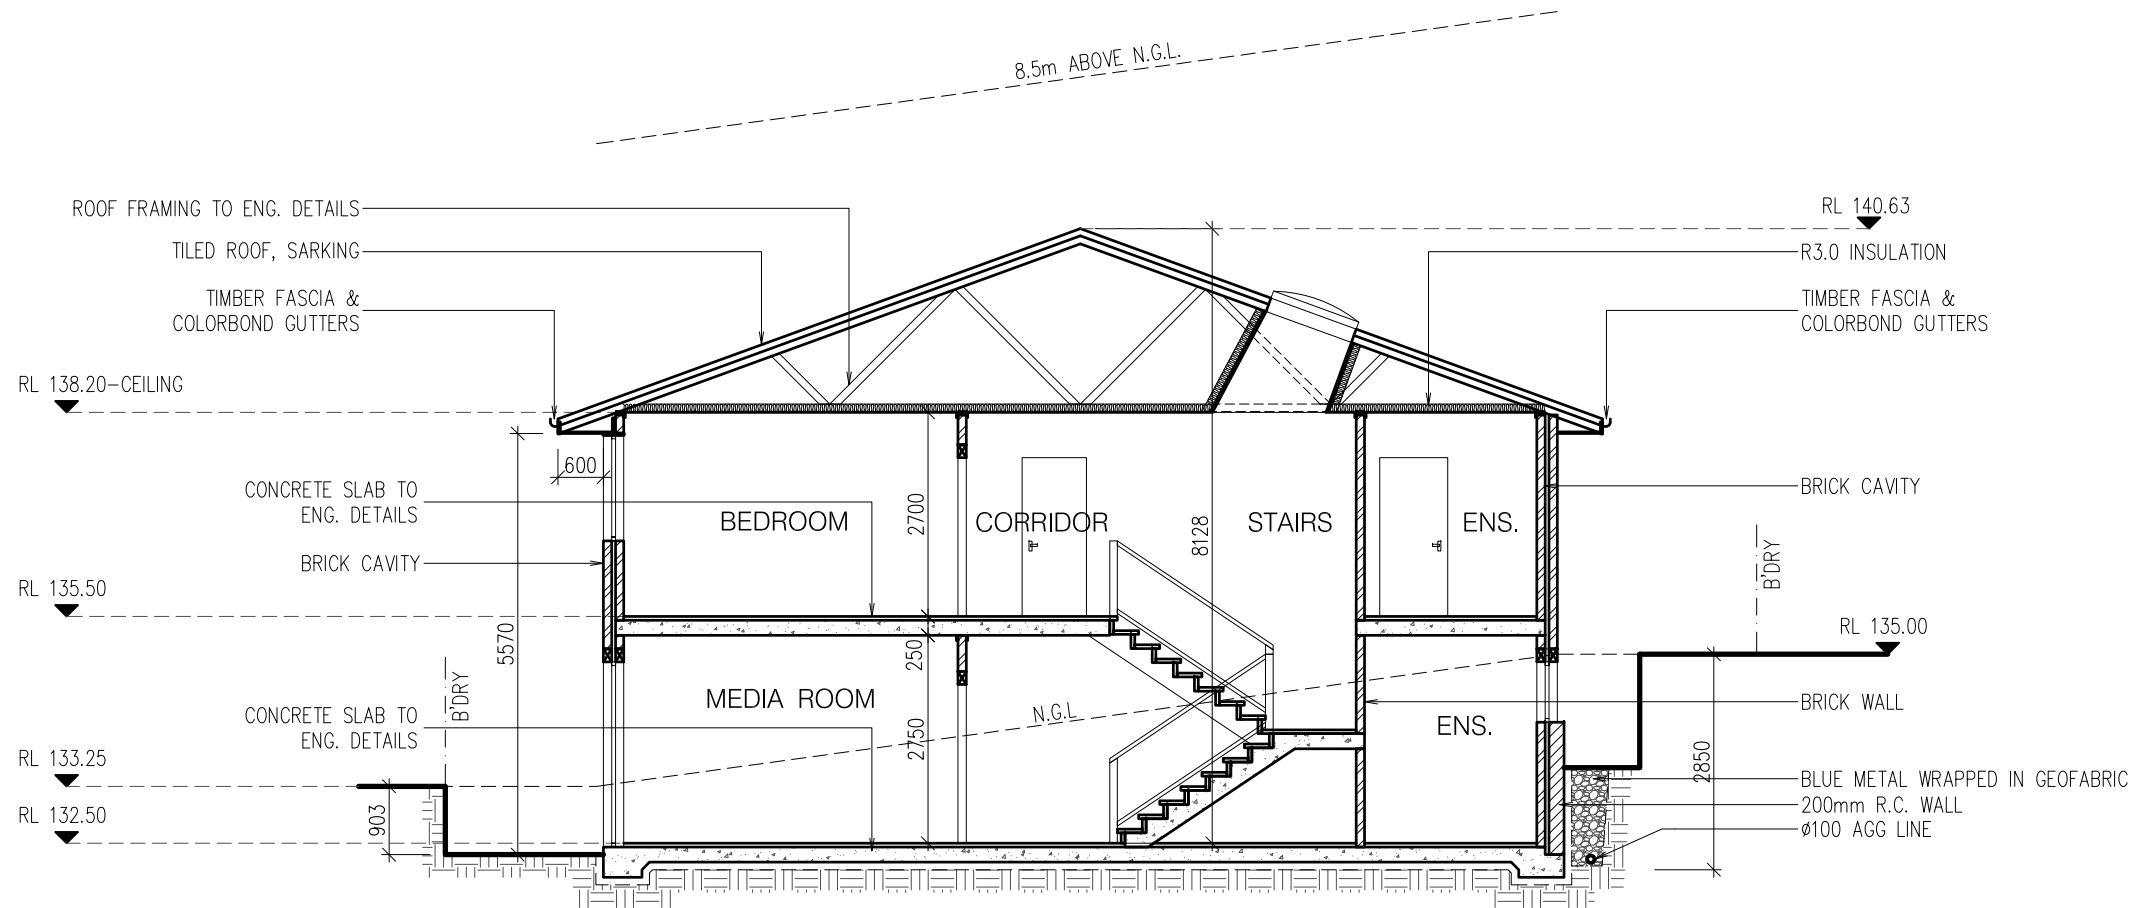 8.5m ABOVE N.G.L.
ROOF FRAMING TO ENG. DETAILS
RL 140.63
TILED ROOF, SARKING
R3.0 INSULATION
TIMBER FASCIA &
COLORBOND GUTTERS
TIMBER FASCIA &
COLORBOND GUTTERS
RL 138.20-CEILING
600
CONCRETE SLAB TO
ENG. DETAILS
BRICK CAVITY
BEDROOM
2700
CORRIDOR
8128
STAIRS
ENS.
BRICK CAVITY
B'DRY
RL 135.50
5570
250
RL 135.00
B'DRY
MEDIA ROOM
N.G.L
2750
ENS.
BRICK WALL
CONCRETE SLAB TO
ENG. DETAILS
RL 133.25
2850
BLUE METAL WRAPPED IN GEOFABRIC
200mm R.C. WALL
RL 132.50
903
ø100 AGG LINE